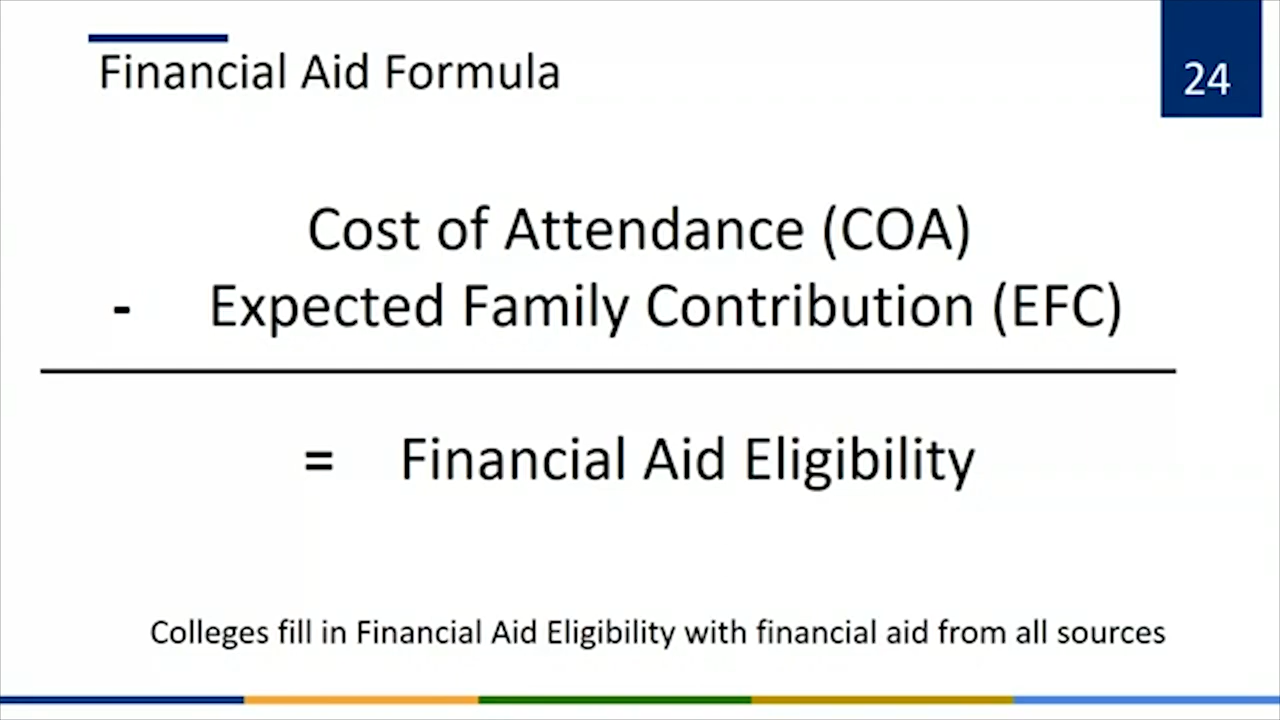 Financial Aid Formula
24
Cost of Attendance (COA)
- Expected Family Contribution (EFC)
= Financial Aid Eligibility
Colleges fill in Financial Aid Eligibility with financial aid from all sources